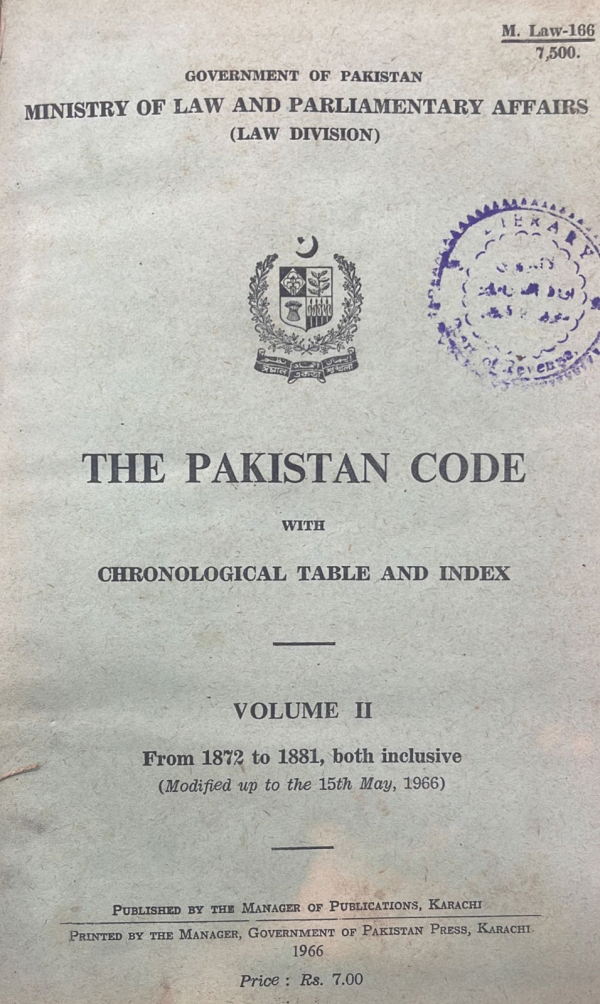 M. Law-166
7,500.
GOVERNMENT OF PAKISTAN
MINISTRY OF LAW AND PARLIAMENTARY AFFAIRS
(LAW DIVISION)
LIBRARY
of Revenue,
THE PAKISTAN CODE
WITH
CHRONOLOGICAL TABLE AND INDEX
VOLUME II
From 1872 to 1881, both inclusive
(Modified up to the 15th May, 1966)
PUBLISHED BY THE MANAGER OF PUBLICATIONS, KARACHI
PRINTED BY THE MANAGER, GOVERNMENT OF PAKISTAN PRESS, KARACHI
1966
Price : Rs. 7.00